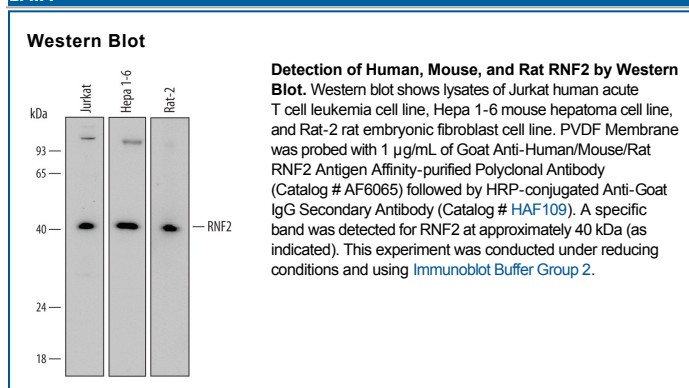 Western Blot
Jurkat
Hepa 1-6
Rat-2
kDa
93
65
40
RNF2
24
18
Detection of Human, Mouse, and Rat RNF2 by Western
Blot. Western blot shows lysates of Jurkat human acute
T cell leukemia cell line, Hepa 1-6 mouse hepatoma cell line,
and Rat-2 rat embryonic fibroblast cell line. PVDF Membrane
was probed with 1 µg/mL of Goat Anti-Human/Mouse/Rat
RNF2 Antigen Affinity-purified Polyclonal Antibody
(Catalog # AF6065) followed by HRP-conjugated Anti-Goat
IgG Secondary Antibody (Catalog # HAF109). A specific
band was detected for RNF2 at approximately 40 kDa (as
indicated). This experiment was conducted under reducing
conditions and using Immunoblot Buffer Group 2.